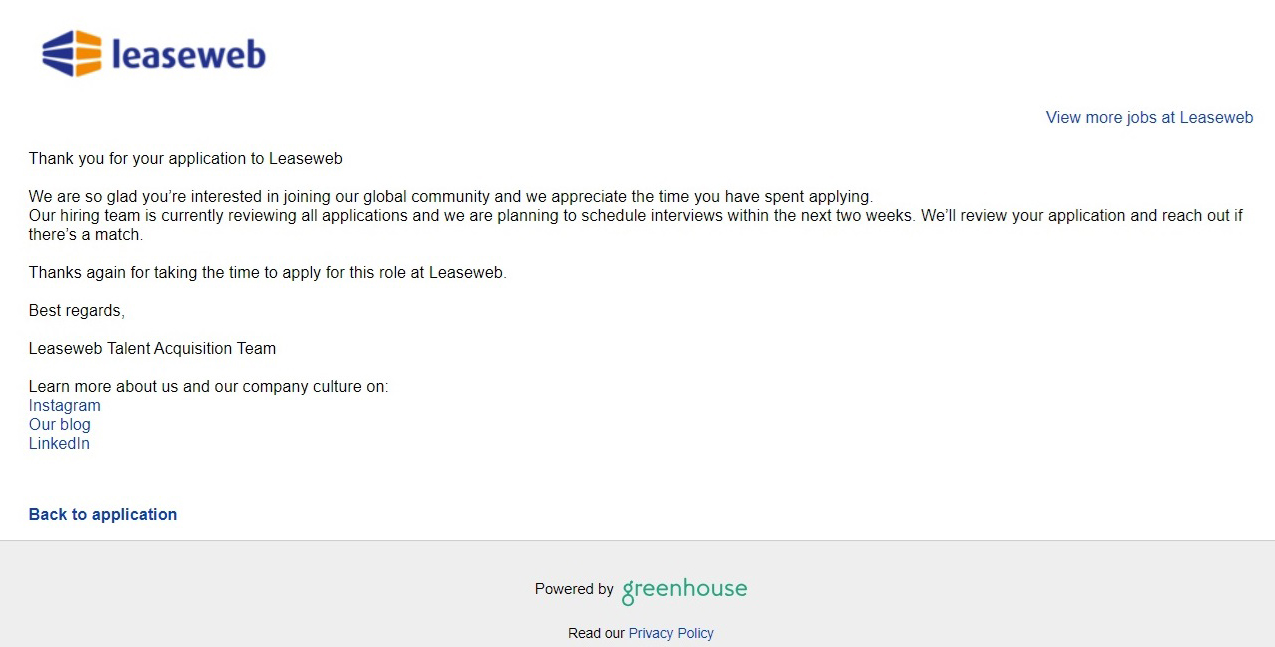 leaseweb
View more jobs at Leaseweb
Thank you for your application to Leaseweb
We are so glad you’re interested in joining our global community and we appreciate the time you have spent applying.
Our hiring team is currently reviewing all applications and we are planning to schedule interviews within the next two weeks. We’ll review your application and reach out if
there’s a match.
Thanks again for taking the time to apply for this role at Leaseweb.
Best regards,
Leaseweb Talent Acquisition Team
Learn more about us and our company culture on:
Instagram
Our blog
LinkedIn
Back to application
Powered by greenhouse
Read our Privacy Policy